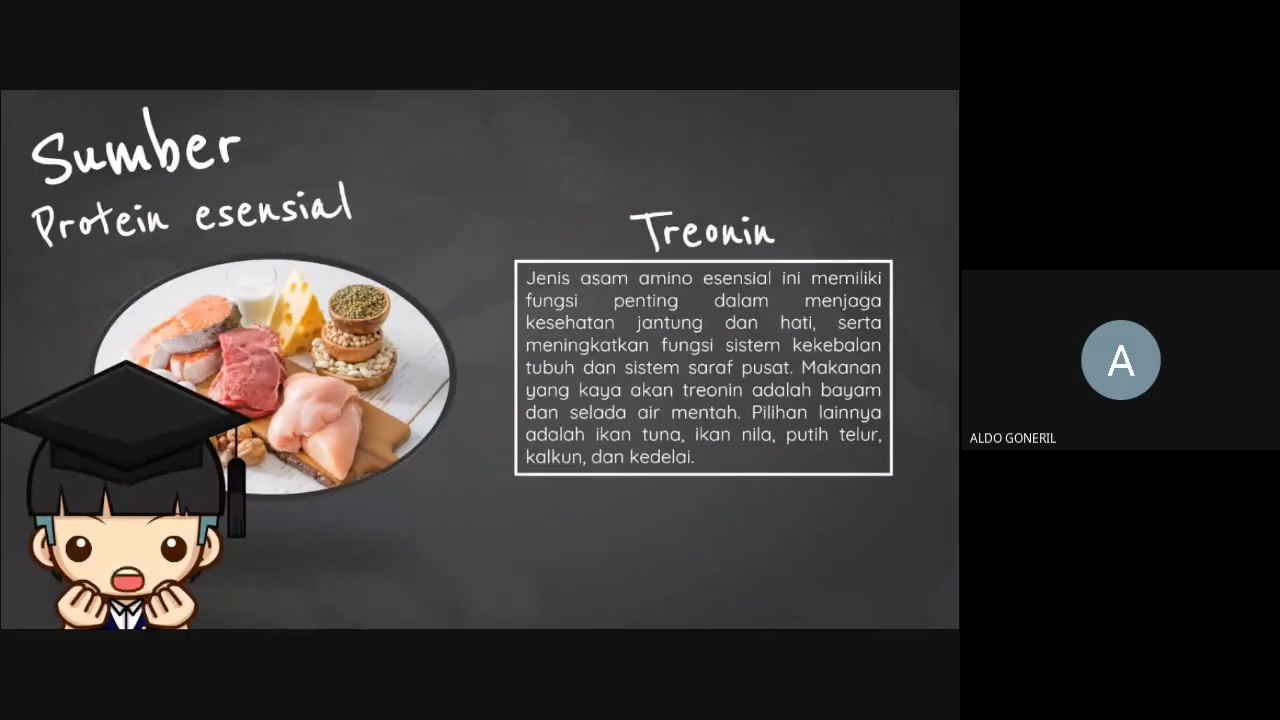 Sumber
Protein esensial
Treonin
Jenis asam amino esensial ini memiliki
fungsi penting dalam menjaga
kesehatan jantung dan hati, serta
meningkatkan fungsi sistem kekebalan
tubuh dan sistem saraf pusat. Makanan
yang kaya akan treonin adalah bayam
dan selada air mentah. Pilihan lainnya
adalah ikan tuna, ikan nila, putih telur,
kalkun, dan kedelai.
A
ALDO GONERIL